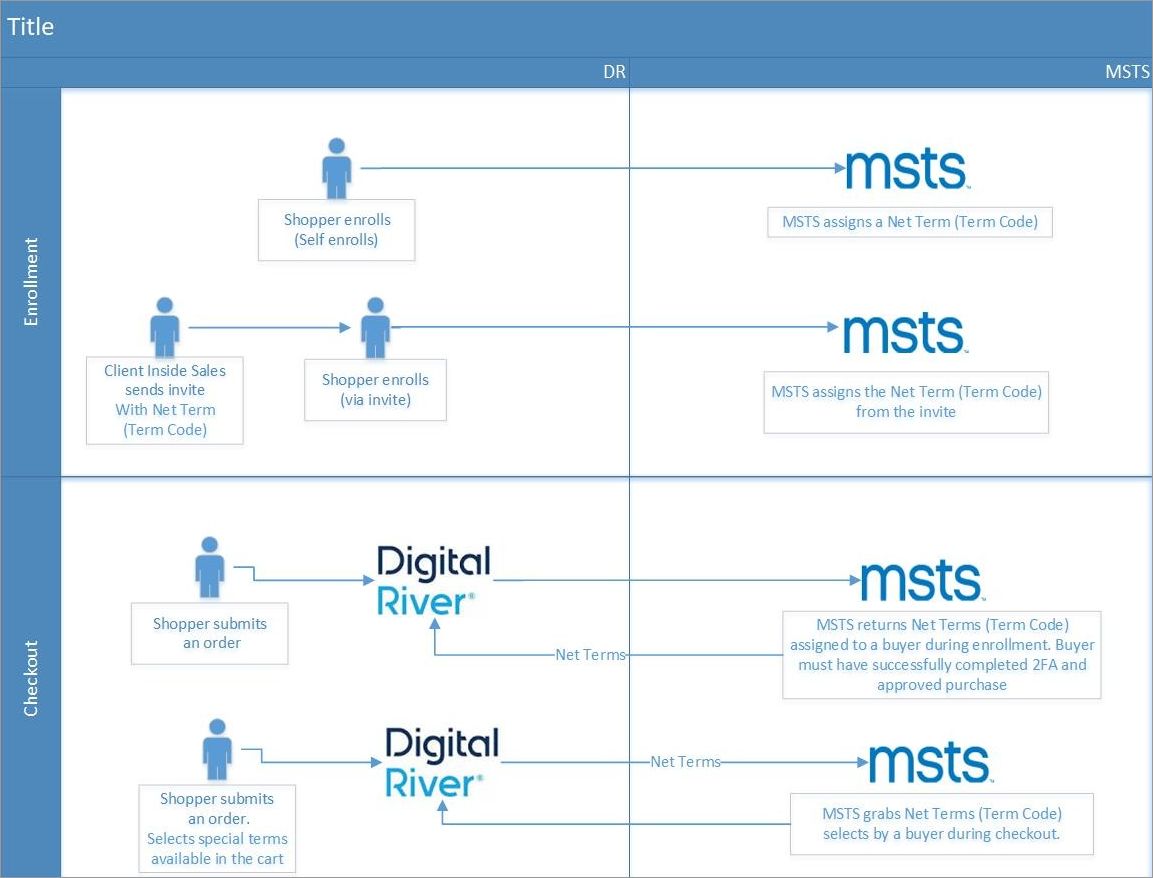 Title
DR
MSTS
Enrollment
msts™
Shopper enrolls
(Self enrolls)
MSTS assigns a Net Term (Term Code)
msts™
Client Inside Sales
sends invite
With Net Term
(Term Code)
Shopper enrolls
(via invite)
MSTS assigns the Net Term (Term Code)
from the invite
Checkout
Digital
River®
msts™
Shopper submits
an order
Net Terms
MSTS returns Net Terms (Term Code)
assigned to a buyer during enrollment. Buyer
must have successfully completed 2FA and
approved purchase
Digital
River®
Net Terms
msts™
Shopper submits
an order.
Selects special terms
available in the cart
MSTS grabs Net Terms (Term Code)
selects by a buyer during checkout.